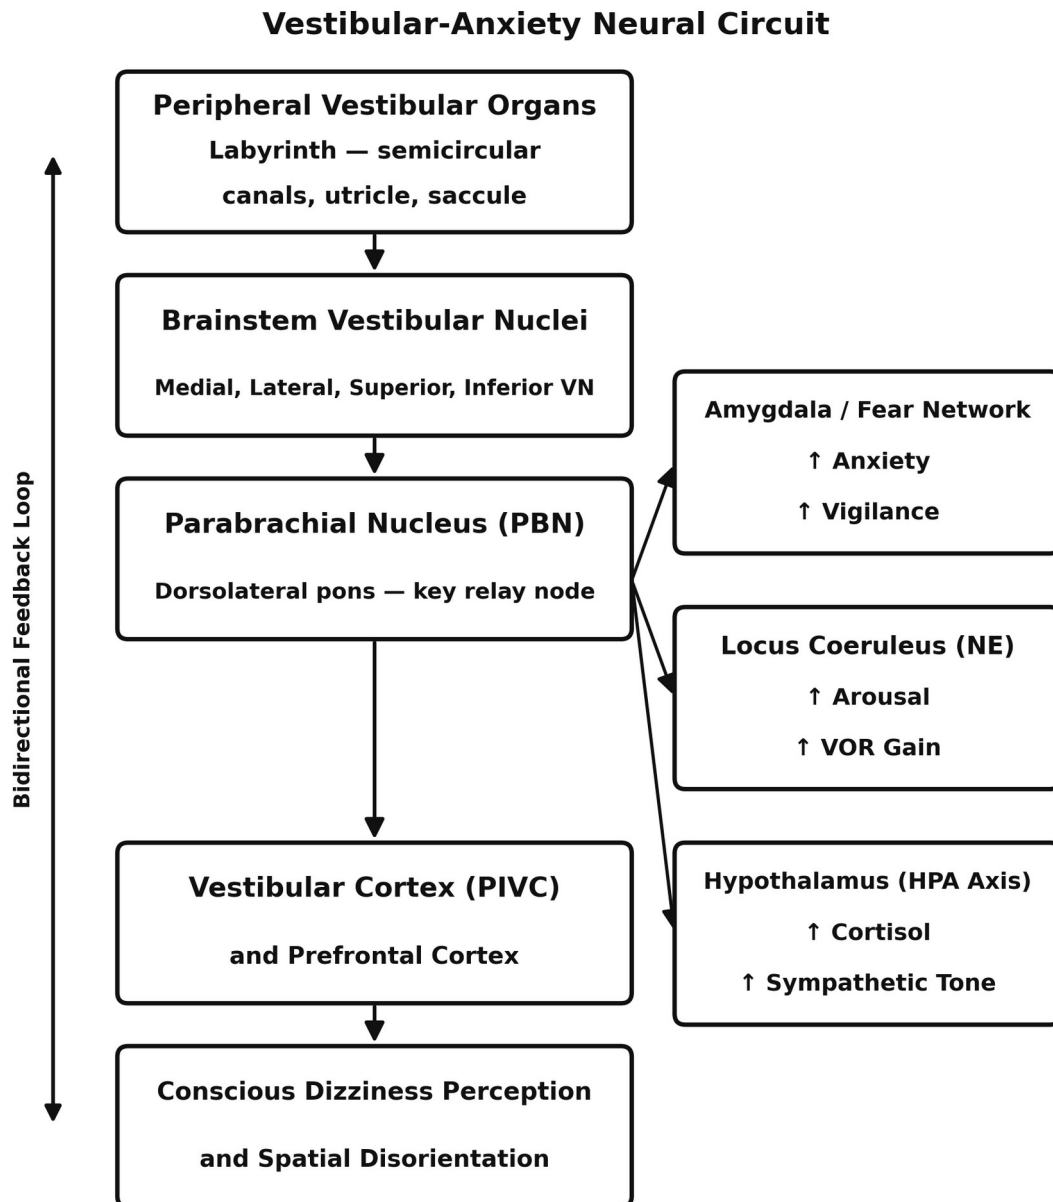 Vestibular-Anxiety Neural Circuit
Peripheral Vestibular Organs
Labyrinth — semicircular
canals, utricle, saccule
Brainstem Vestibular Nuclei
Medial, Lateral, Superior, Inferior VN
Parabrachial Nucleus (PBN)
Dorsolateral pons — key relay node
Amygdala / Fear Network
↑ Anxiety
↑ Vigilance
Locus Coeruleus (NE)
↑ Arousal
↑ VOR Gain
Hypothalamus (HPA Axis)
↑ Cortisol
↑ Sympathetic Tone
Vestibular Cortex (PIVC)
and Prefrontal Cortex
Conscious Dizziness Perception
and Spatial Disorientation
Bidirectional Feedback Loop